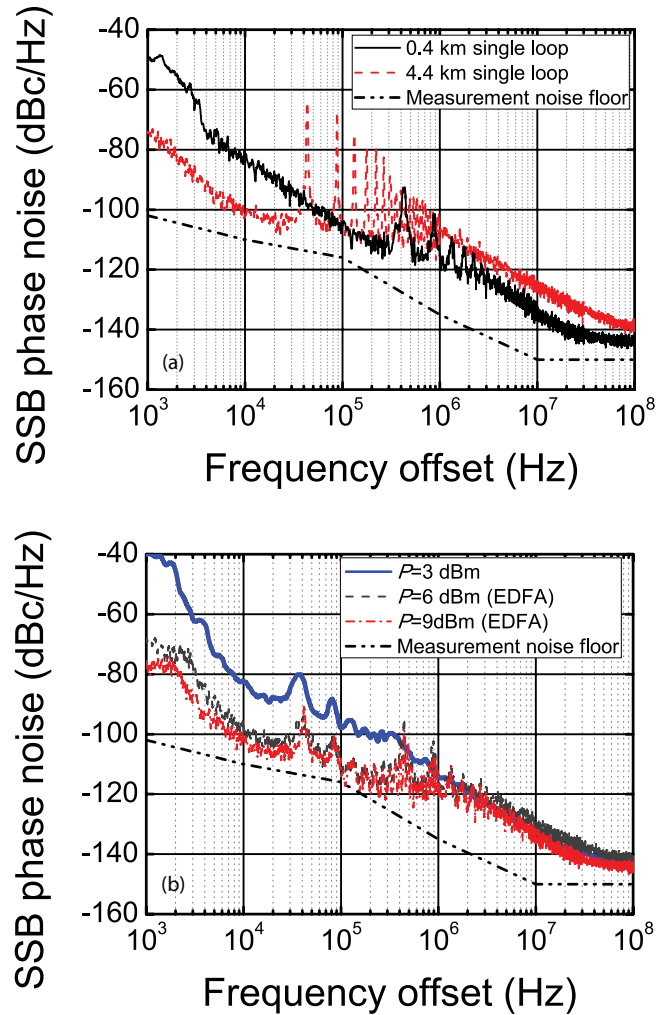 SSB phase noise (dBc/Hz)
-40
-60
-80
-100
-120
-140
-160
0.4 km single loop
4.4 km single loop
Measurement noise floor
(a)
10³ 10⁴ 10⁵ 10⁶ 10⁷ 10⁸
Frequency offset (Hz)
SSB phase noise (dBc/Hz)
-40
-60
-80
-100
-120
-140
-160
P=3 dBm
P=6 dBm (EDFA)
P=9dBm (EDFA)
Measurement noise floor
(b)
10³ 10⁴ 10⁵ 10⁶ 10⁷ 10⁸
Frequency offset (Hz)